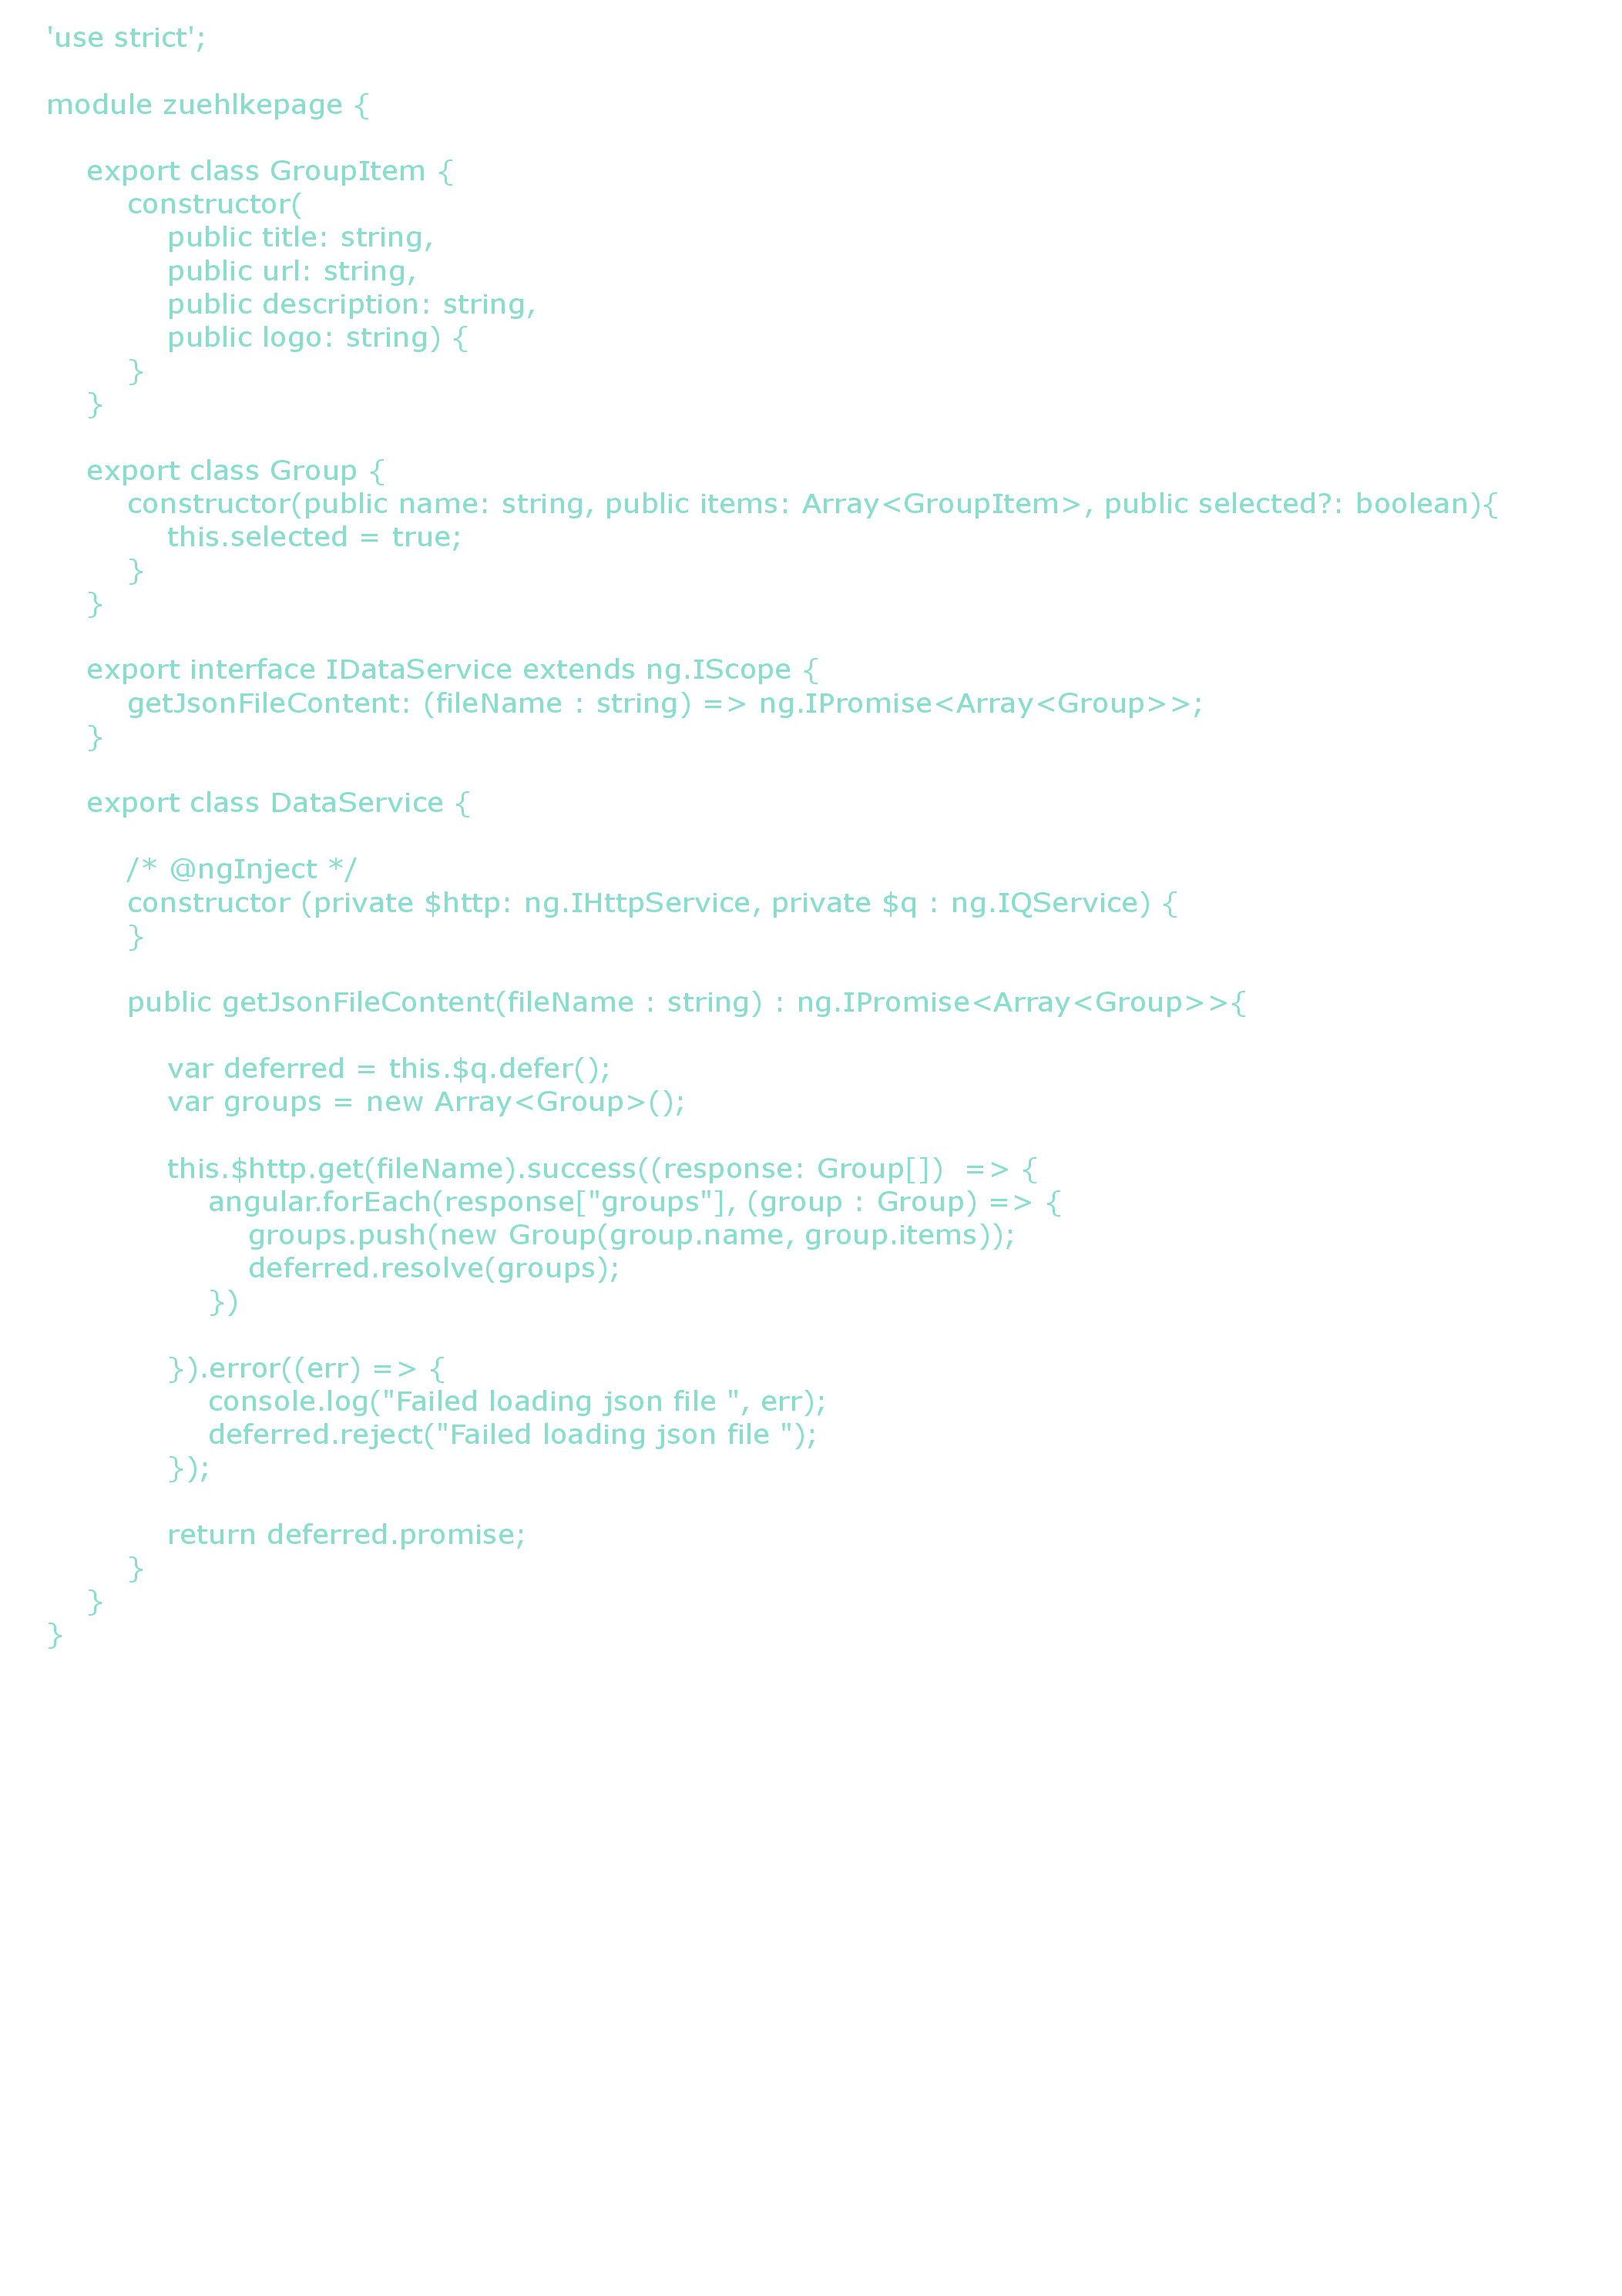 'use strict';

module zuehlkepage {

    export class GroupItem {
        constructor(
            public title: string,
            public url: string,
            public description: string,
            public logo: string) {
        }
    }

    export class Group {
        constructor(public name: string, public items: Array<GroupItem>, public selected?: boolean){
            this.selected = true;
        }
    }

    export interface IDataService extends ng.IScope {
        getJsonFileContent: (fileName : string) => ng.IPromise<Array<Group>>;
    }

    export class DataService {

        /* @ngInject */
        constructor (private $http: ng.IHttpService, private $q : ng.IQService) {
        }

        public getJsonFileContent(fileName : string) : ng.IPromise<Array<Group>>{

            var deferred = this.$q.defer();
            var groups = new Array<Group>();

            this.$http.get(fileName).success((response: Group[])  => {
                angular.forEach(response["groups"], (group : Group) => {
                    groups.push(new Group(group.name, group.items));
                    deferred.resolve(groups);
                })

            }).error((err) => {
                console.log("Failed loading json file ", err);
                deferred.reject("Failed loading json file ");
            });

            return deferred.promise;
        }
    }
}